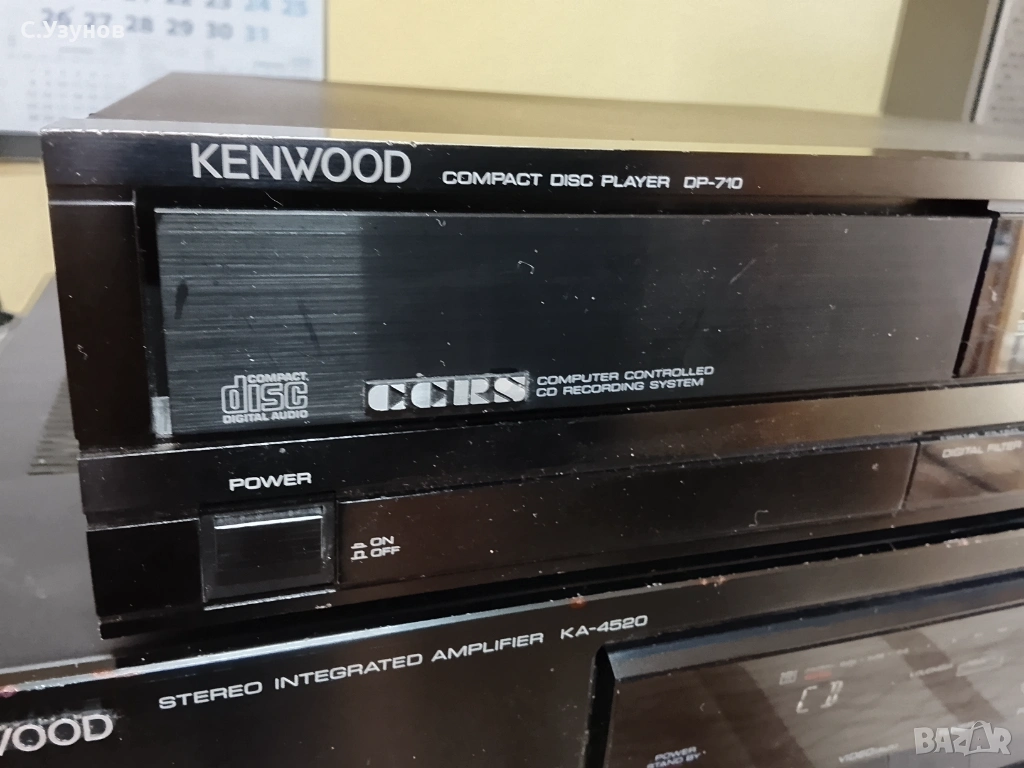 С.Узунов
24 25
26 27 28 29 30 31
KENWOOD COMPACT DISC PLAYER DP-710
COMPACT
disc
DIGITAL AUDIO
CCRS COMPUTER CONTROLLED
CD RECORDING SYSTEM
POWER
ON
OFF
DIGITAL FILTER
STEREO INTEGRATED AMPLIFIER KA-4520
WOOD
CD
POWER
STAND BY
BAZAR